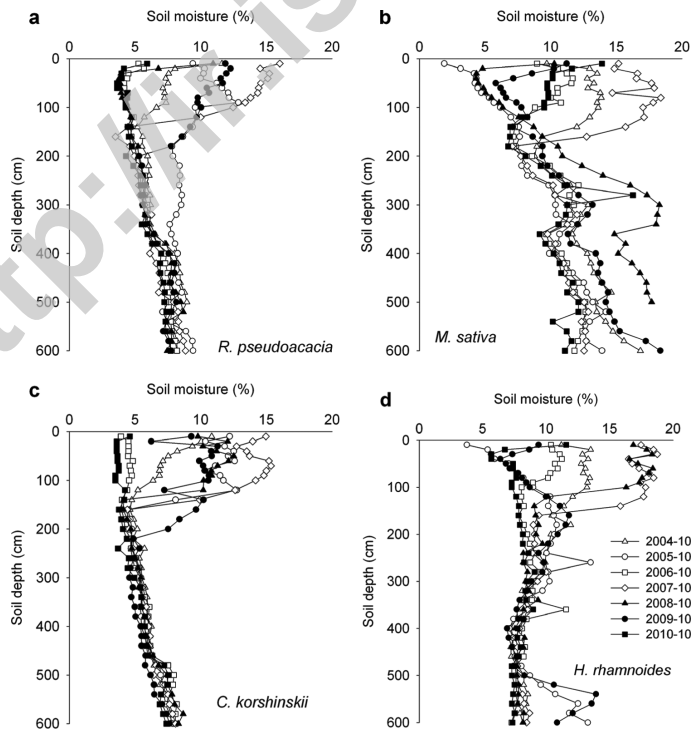 a
Soil moisture (%)
0 5 10 15 20
Soil depth (cm)
0
100
200
300
400
500
600
R. pseudoacacia
b
Soil moisture (%)
0 5 10 15 20
Soil depth (cm)
0
100
200
300
400
500
600
M. sativa
c
Soil moisture (%)
0 5 10 15 20
Soil depth (cm)
0
100
200
300
400
500
600
C. korshinskii
d
Soil moisture (%)
0 5 10 15 20
Soil depth (cm)
0
100
200
300
400
500
600
2004-10
2005-10
2006-10
2007-10
2008-10
2009-10
2010-10
H. rhamnoides
ttp://ir.is